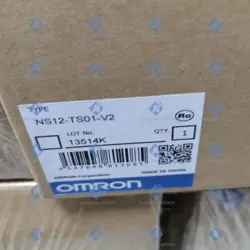 TYPE
NS12-TS01-V2
LOT No.
13514K
QTY.
1
OMRON
OMRON Corporation
MADE IN JAPAN